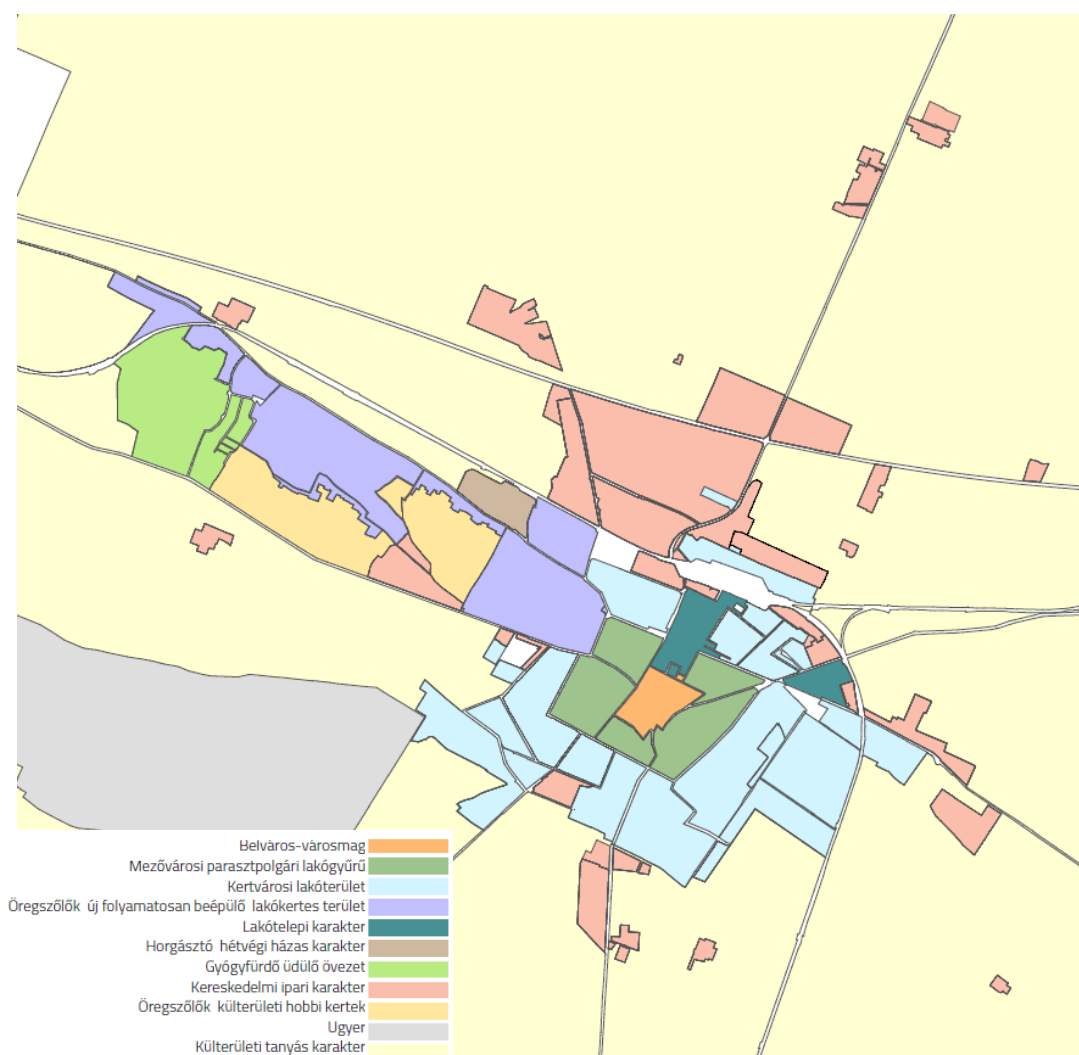 Belváros-városmag
Mezővárosi parasztpolgári lakógyűrű
Kertvárosi lakóterület
Öregszőlők új folyamatosan beépülő lakókertes terület
Lakótelepi karakter
Horgásztó hétvégi házas karakter
Gyógyfürdő üdülő övezet
Kereskedelmi ipari karakter
Öregszőlők külterületi hobbi kertek
Ugyer
Külterületi tanyás karakter